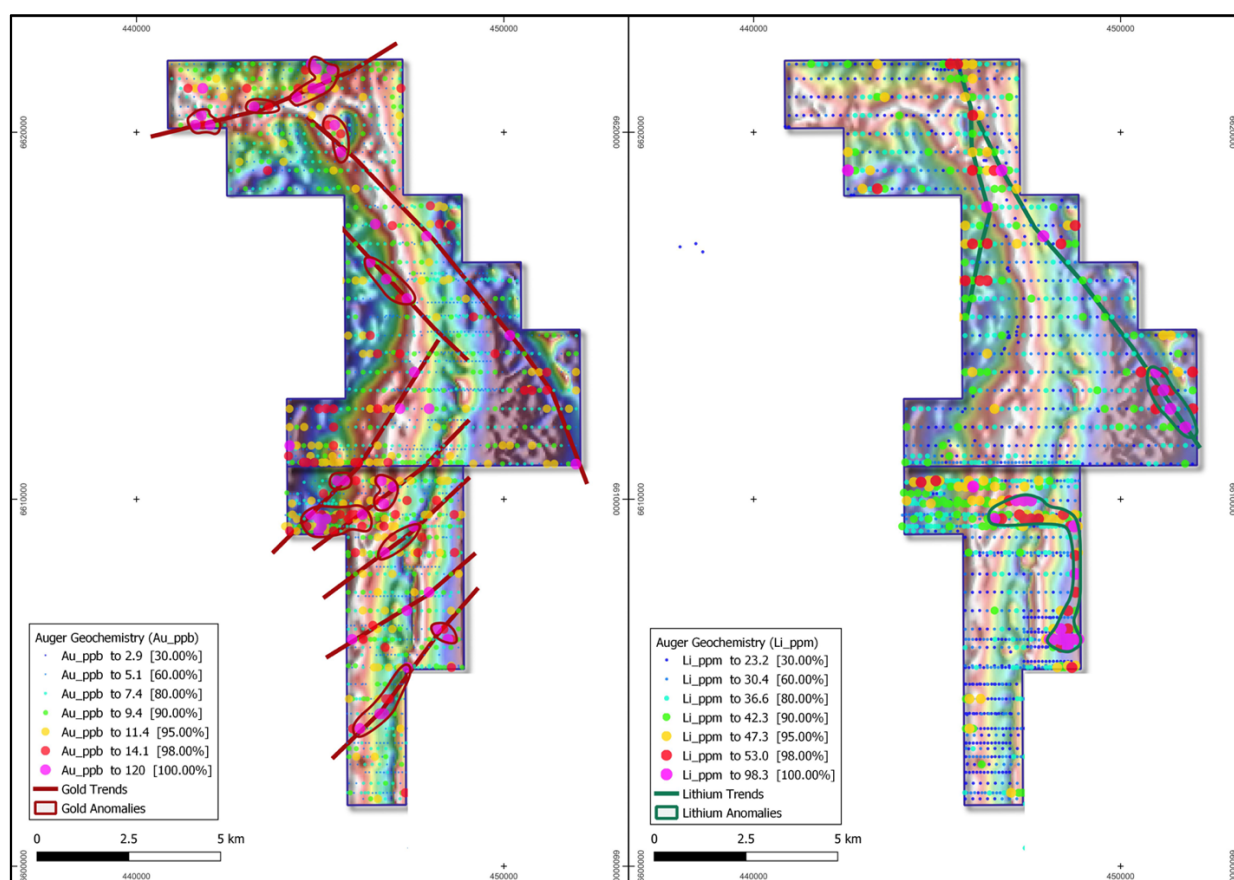 440000
450000
440000
450000
6620000
6620000
6610000
6610000
6600000
6600000
Auger Geochemistry (Au_ppb)
Au_ppb to 2.9 [30.00%]
Au_ppb to 5.1 [60.00%]
Au_ppb to 7.4 [80.00%]
Au_ppb to 9.4 [90.00%]
Au_ppb to 11.4 [95.00%]
Au_ppb to 14.1 [98.00%]
Au_ppb to 120 [100.00%]
Gold Trends
Gold Anomalies
0 2.5 5 km
440000
450000
Auger Geochemistry (Li_ppm)
Li_ppm to 23.2 [30.00%]
Li_ppm to 30.4 [60.00%]
Li_ppm to 36.6 [80.00%]
Li_ppm to 42.3 [90.00%]
Li_ppm to 47.3 [95.00%]
Li_ppm to 53.0 [98.00%]
Li_ppm to 98.3 [100.00%]
Lithium Trends
Lithium Anomalies
0 2.5 5 km
440000
450000